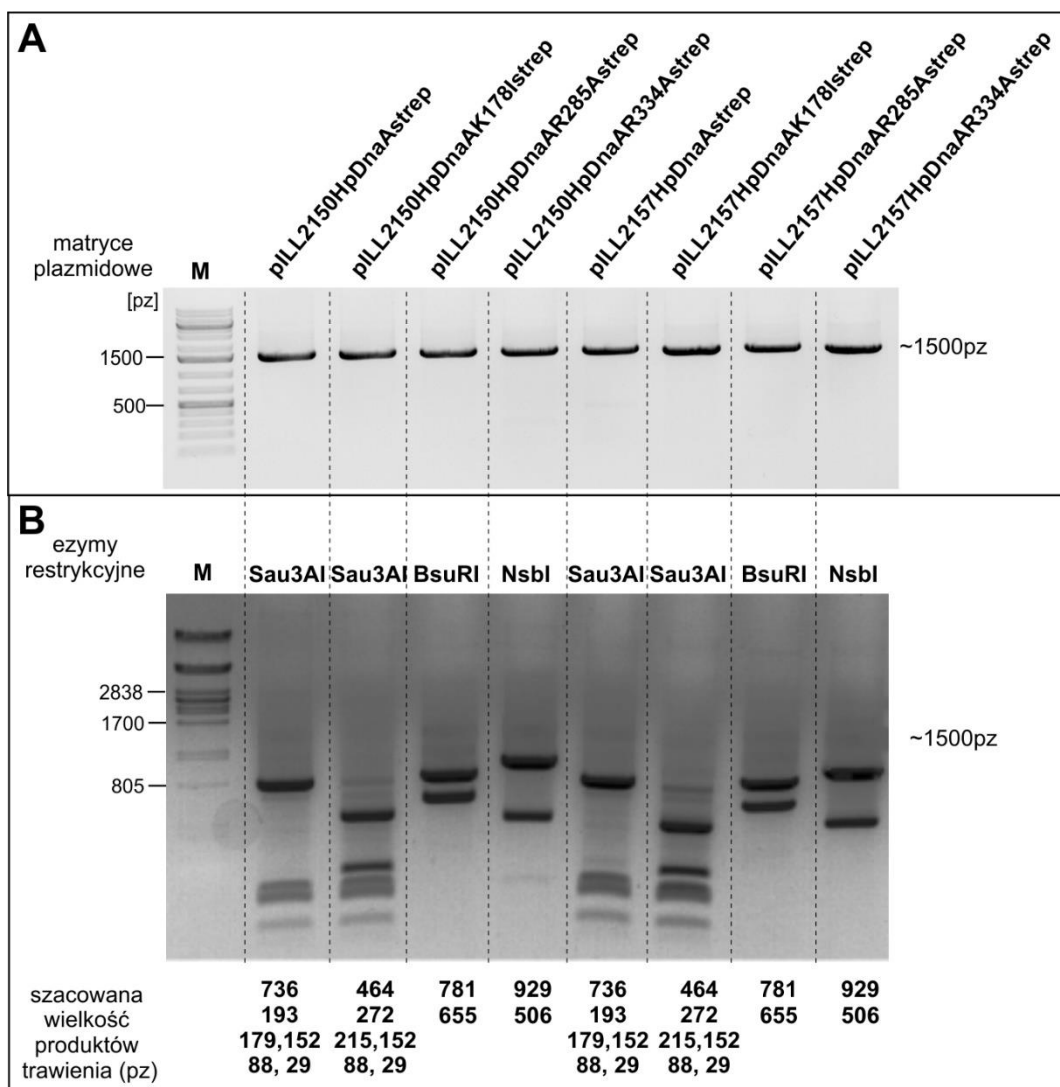 A
pILL2150HpDnaAstrep
pILL2150HpDnaAK178Istrep
pILL2150HpDnaAR285Astrep
pILL2150HpDnaAR334Astrep
pILL2157HpDnaAstrep
pILL2157HpDnaAK178Istrep
pILL2157HpDnaAR285Astrep
pILL2157HpDnaAR334Astrep
matryce
plazmidowe
M
[pz]
1500
500
~1500pz
B
ezymy
restrykcyjne
M
Sau3AI Sau3AI BsuRI NsbI Sau3AI Sau3AI BsuRI NsbI
2838
1700
805
~1500pz
szacowana
wielkość
produktów
trawienia (pz)
736 464 781 929 736 464 781 929
193 272 655 506 193 272 655 506
179,152 215,152 179,152 215,152
88, 29 88, 29 88, 29 88, 29